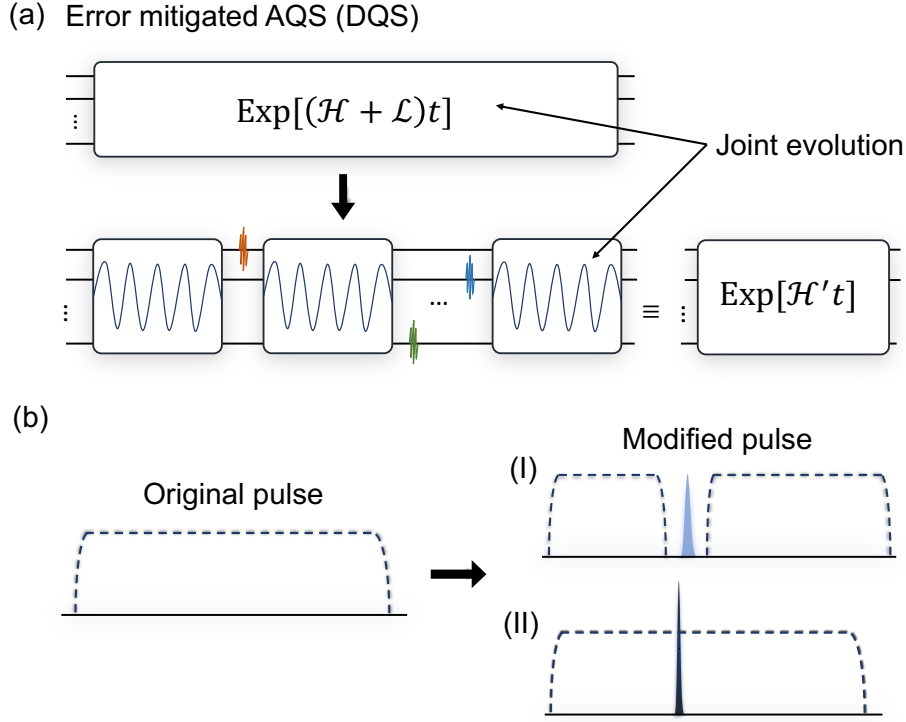 (a) Error mitigated AQS (DQS)
Exp[(ℋ + ℒ)t]
⋮
Joint evolution
⋮
...
≡
⋮
Exp[ℋ′t]
(b)
Modified pulse
(I)
Original pulse
(II)